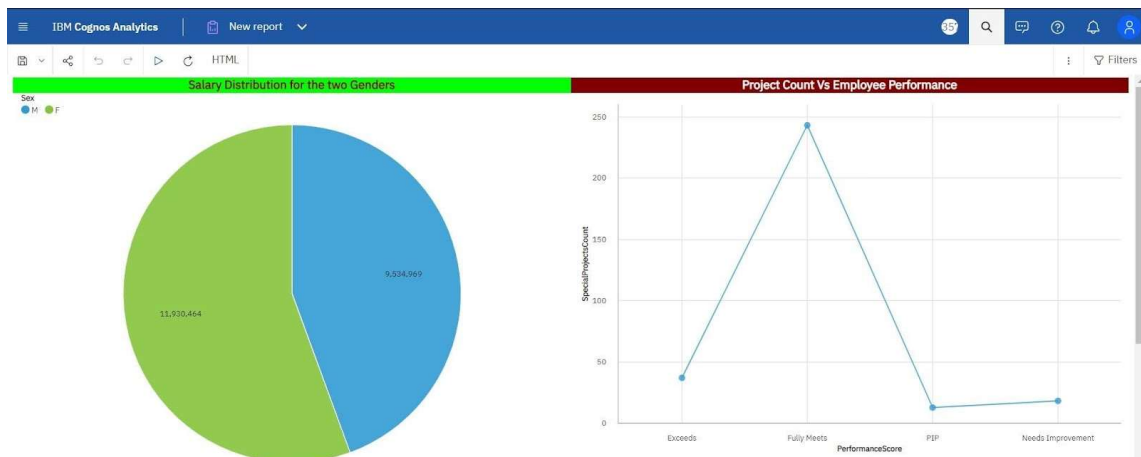 IBM Cognos Analytics
New report
HTML
Filters
Salary Distribution for the two Genders
Sex
M
F
9,534,969
11,930,464
Project Count Vs Employee Performance
SpecialProjectsCount
250
200
150
100
50
0
Exceeds
Fully Meets
PIP
Needs Improvement
PerformanceScore